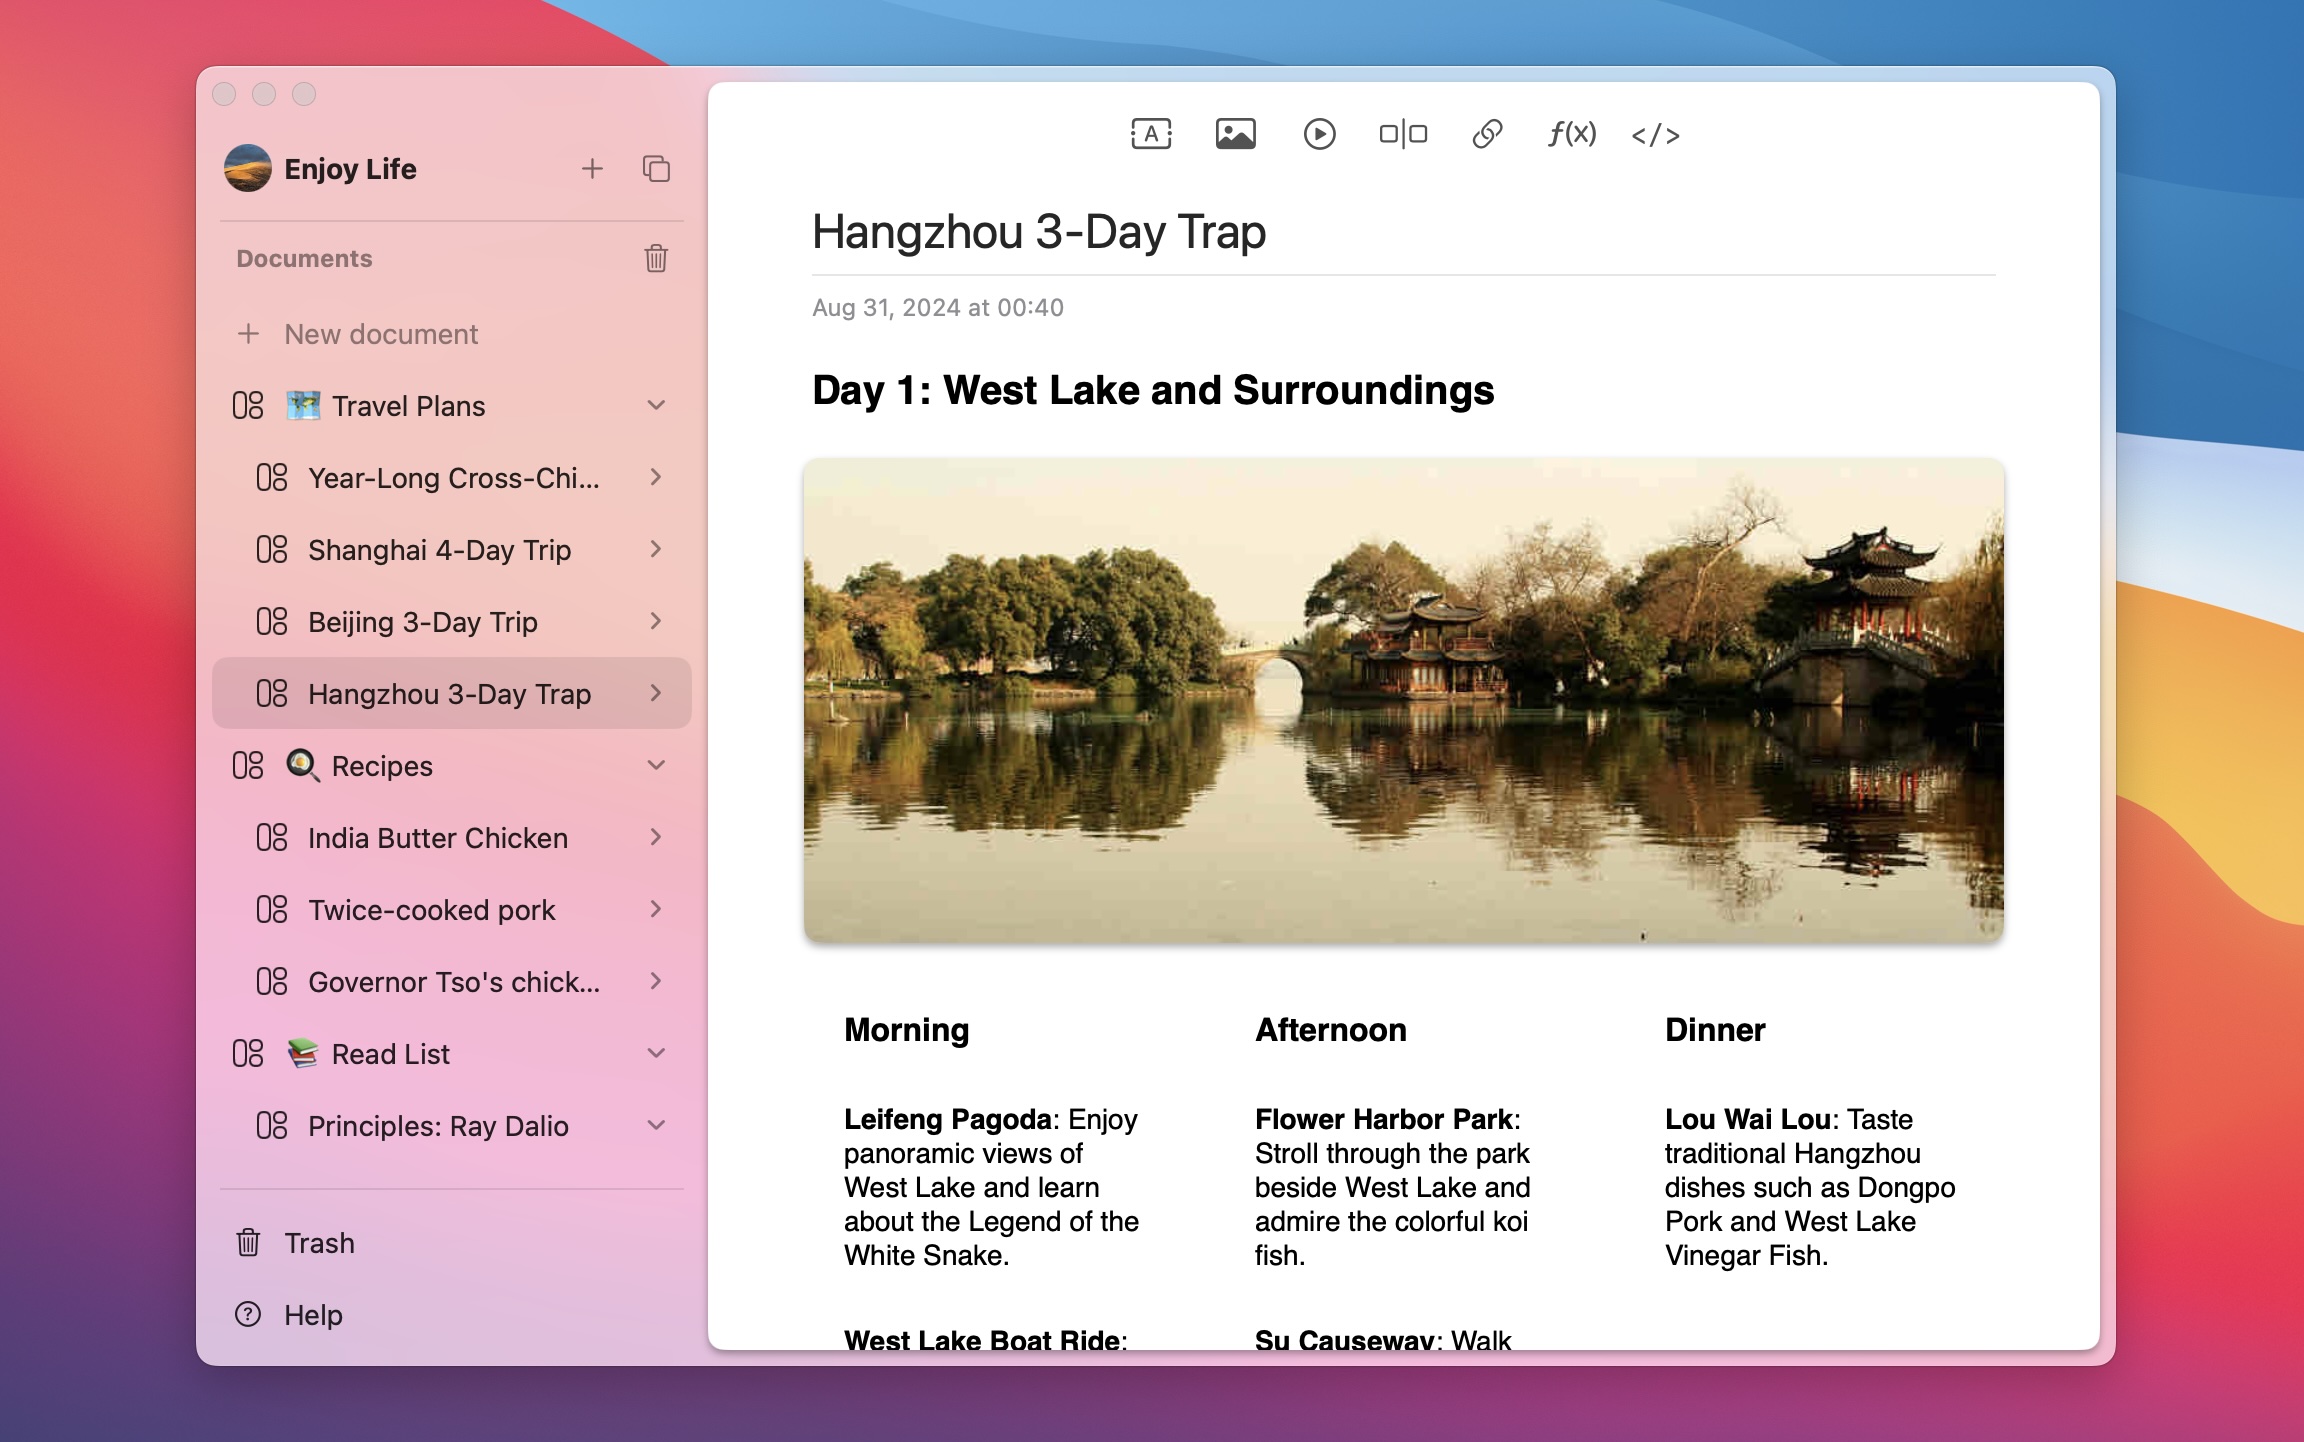 Enjoy Life
Documents
New document
Travel Plans
Year-Long Cross-Chi...
Shanghai 4-Day Trip
Beijing 3-Day Trip
Hangzhou 3-Day Trap
Recipes
India Butter Chicken
Twice-cooked pork
Governor Tso's chick...
Read List
Principles: Ray Dalio
Trash
Help
A
f(x)
</>
Hangzhou 3-Day Trap
Aug 31, 2024 at 00:40
Day 1: West Lake and Surroundings
Morning
Leifeng Pagoda: Enjoy
panoramic views of
West Lake and learn
about the Legend of the
White Snake.
West Lake Boat Ride:
Afternoon
Flower Harbor Park:
Stroll through the park
beside West Lake and
admire the colorful koi
fish.
Su Causeway: Walk
Dinner
Lou Wai Lou: Taste
traditional Hangzhou
dishes such as Dongpo
Pork and West Lake
Vinegar Fish.